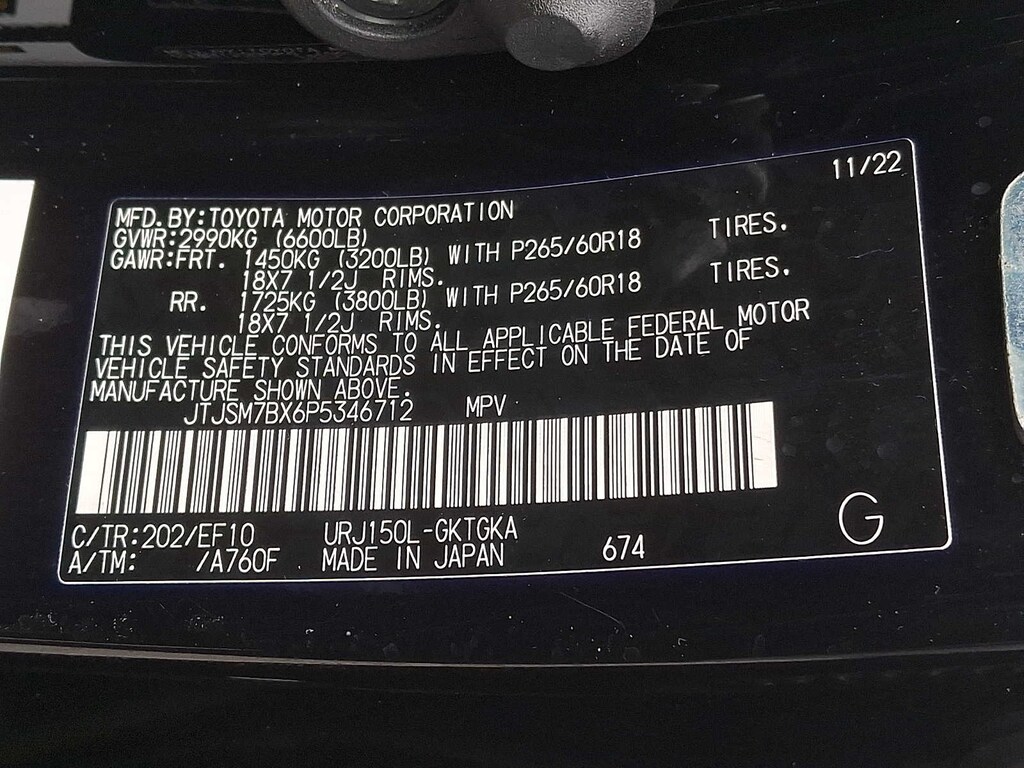 11/22
MFD.BY:TOYOTA MOTOR CORPORATION
GVWR:2990KG (6600LB)
GAWR:FRT. 1450KG (3200LB) WITH P265/60R18 TIRES.
18X7 1/2J RIMS.
RR. 1725KG (3800LB) WITH P265/60R18 TIRES.
18X7 1/2J RIMS.
THIS VEHICLE CONFORMS TO ALL APPLICABLE FEDERAL MOTOR
VEHICLE SAFETY STANDARDS IN EFFECT ON THE DATE OF
MANUFACTURE SHOWN ABOVE.
JTJSM7BX6P5346712 MPV
C/TR:202/EF10 URJ150L-GKTGKA
A/TM: /A760F MADE IN JAPAN 674 G